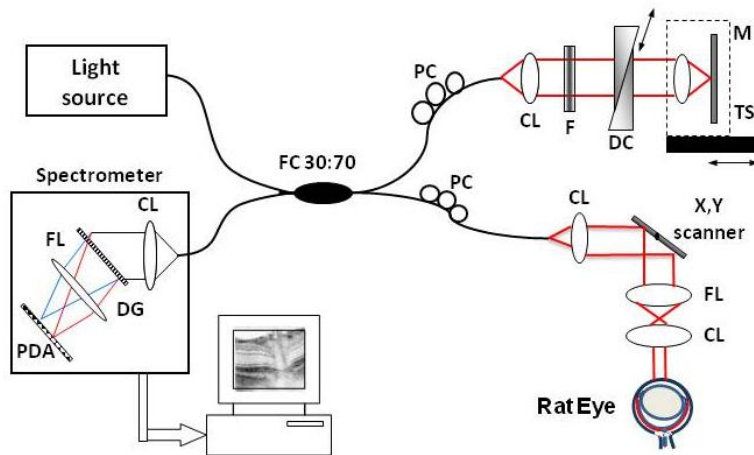 Light
source
PC
CL
F
DC
M
TS
FC 30:70
PC
CL
X,Y
scanner
FL
CL
Rat Eye
Spectrometer
CL
FL
DG
PDA